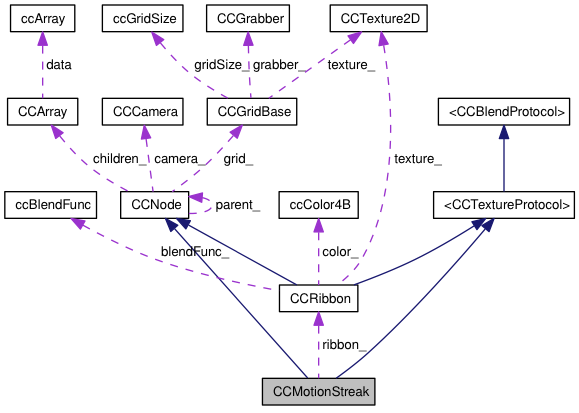 ccArray
ccGridSize
CCGrabber
CCTexture2D
data
gridSize_
grabber_
texture_
CCArray
CCCamera
CCGridBase
<CCBlendProtocol>
children_
camera_
grid_
texture_
ccBlendFunc
CCNode
parent_
ccColor4B
<CCTextureProtocol>
blendFunc_
color_
CCRibbon
ribbon_
CCMotionStreak